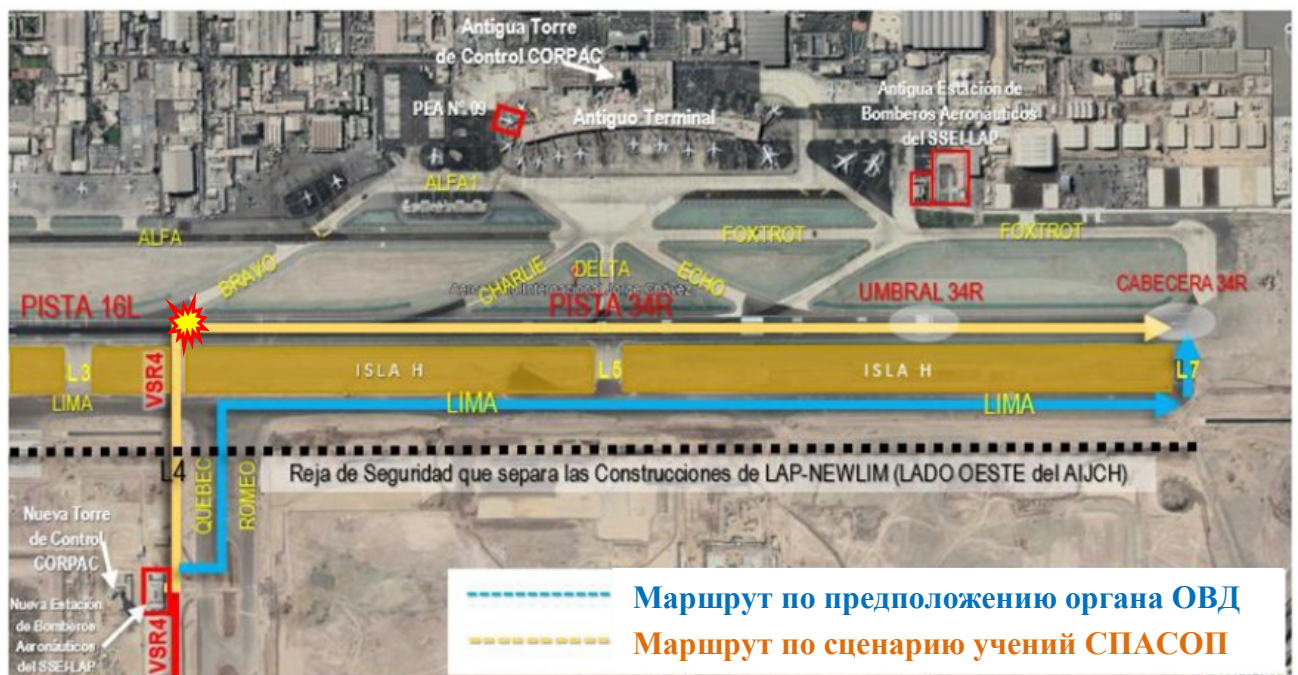 Antigua Torre
de Control CORPAC
PEA N°. 09
Antiguo Terminal
Antigua Estación de
Bomberos Aeronáuticos
del SSEI-LAP
ALFA1
ALFA
BRAVO
CHARLIE
DELTA
ECHO
FOXTROT
FOXTROT
CABECERA 34R
PISTA 16L
PISTA 34R
UMBRAL 34R
L3
VSR4
ISLA H
L5
ISLA H
L7
LIMA
LIMA
LIMA
L4
QUEBEC
ROMEO
Reja de Seguridad que separa las Construcciones de LAP-NEWLIM (LADO OESTE del AIJCH)
Nueva Torre
de Control
CORPAC
Nueva Estación
de Bomberos
Aeronáuticos
del SSEI-LAP
VSR4
Маршрут по предположению органа ОВД
Маршрут по сценарию учений СПАСОП